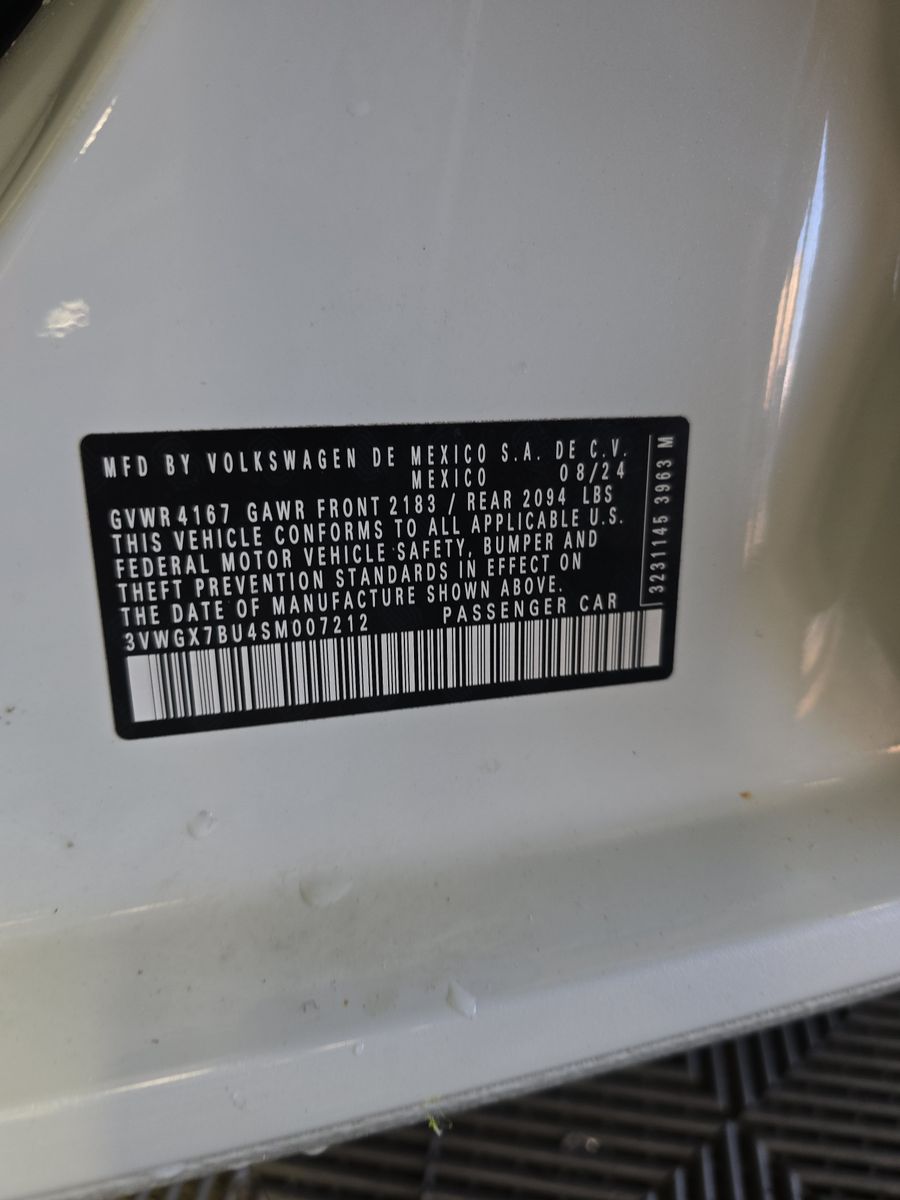 MFD BY VOLKSWAGEN DE MEXICO S.A. DE C.V.
MEXICO 08/24
GVWR 4167 GAWR FRONT 2183 / REAR 2094 LBS
THIS VEHICLE CONFORMS TO ALL APPLICABLE U.S.
FEDERAL MOTOR VEHICLE SAFETY, BUMPER AND
THEFT PREVENTION STANDARDS IN EFFECT ON
THE DATE OF MANUFACTURE SHOWN ABOVE.
3VWGX7BU4SM007212 PASSENGER CAR
3231145 3963 M